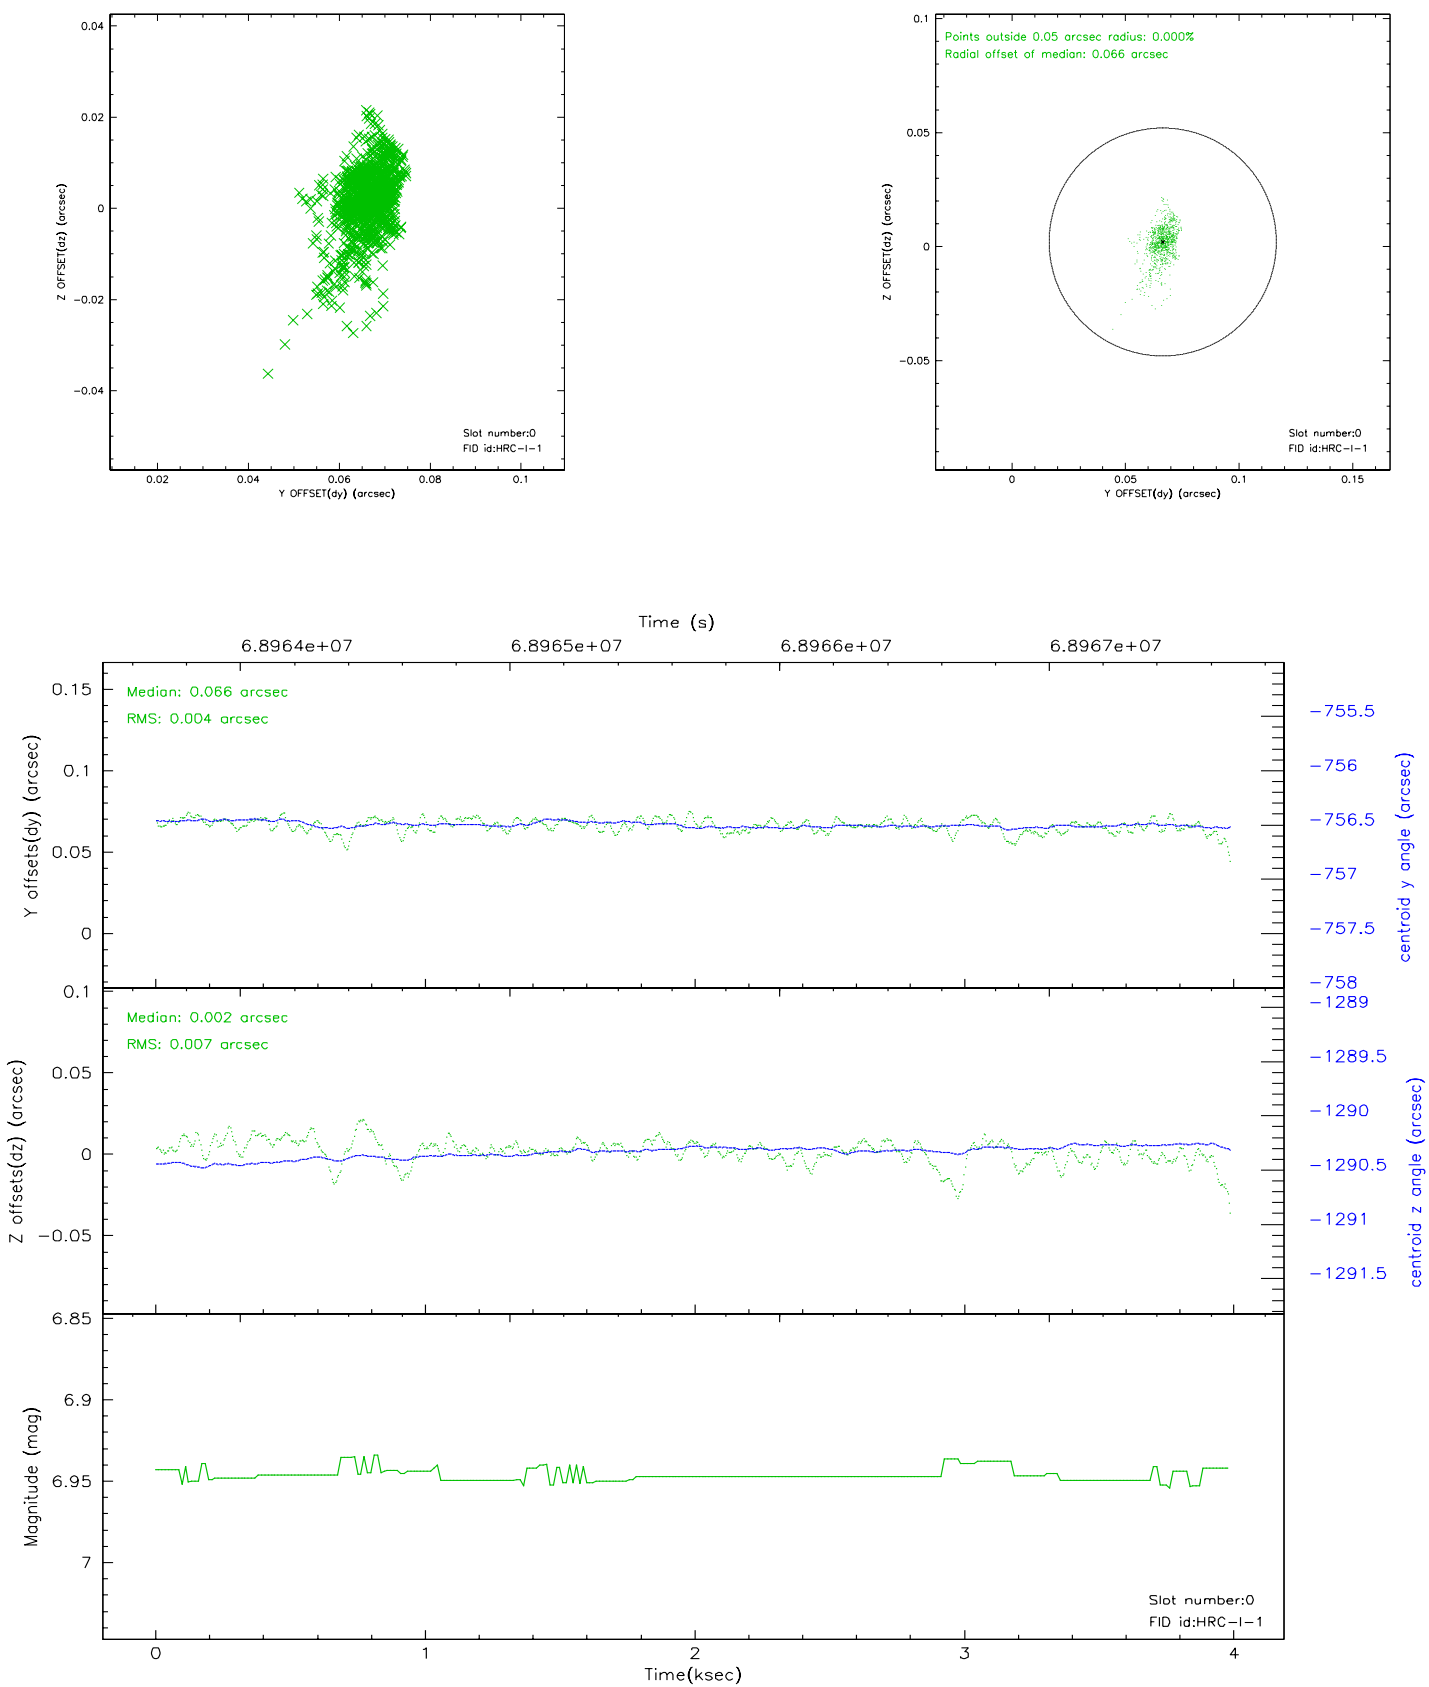 0.04
0.02
0
−0.02
−0.04
Z OFFSET(dz) (arcsec)
Slot number:0
FID id:HRC−I−1
0.02 0.04 0.06 0.08 0.1
Y OFFSET(dy) (arcsec)
0.1
Points outside 0.05 arcsec radius: 0.000%
Radial offset of median: 0.066 arcsec
0.05
0
−0.05
Z OFFSET(dz) (arcsec)
Slot number:0
FID id:HRC−I−1
0 0.05 0.1 0.15
Y OFFSET(dy) (arcsec)
Time (s)
6.8964e+07 6.8965e+07 6.8966e+07 6.8967e+07
Median: 0.066 arcsec
RMS: 0.004 arcsec
0.15
0.1
0.05
0
Y offsets(dy) (arcsec)
−755.5
−756
−756.5
−757
−757.5
−758
centroid y angle (arcsec)
Median: 0.002 arcsec
RMS: 0.007 arcsec
0.1
0.05
0
−0.05
Z offsets(dz) (arcsec)
−1289
−1289.5
−1290
−1290.5
−1291
−1291.5
centroid z angle (arcsec)
6.85
6.9
6.95
7
Magnitude (mag)
Slot number:0
FID id:HRC−I−1
0 1 2 3 4
Time(ksec)